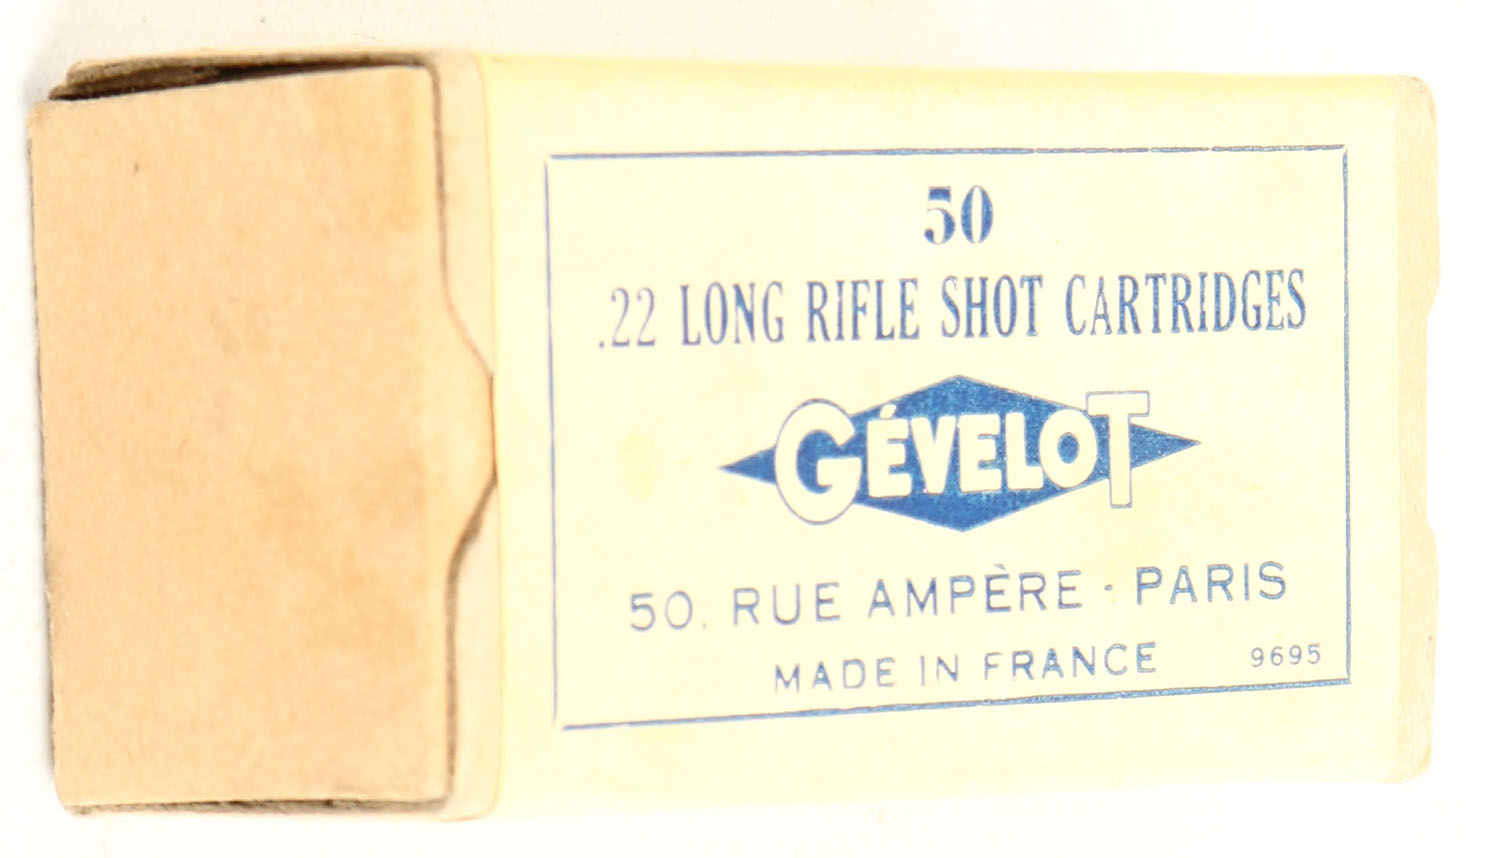 50
.22 LONG RIFLE SHOT CARTRIDGES
GÉVELOT
50, RUE AMPÈRE - PARIS
MADE IN FRANCE 9695